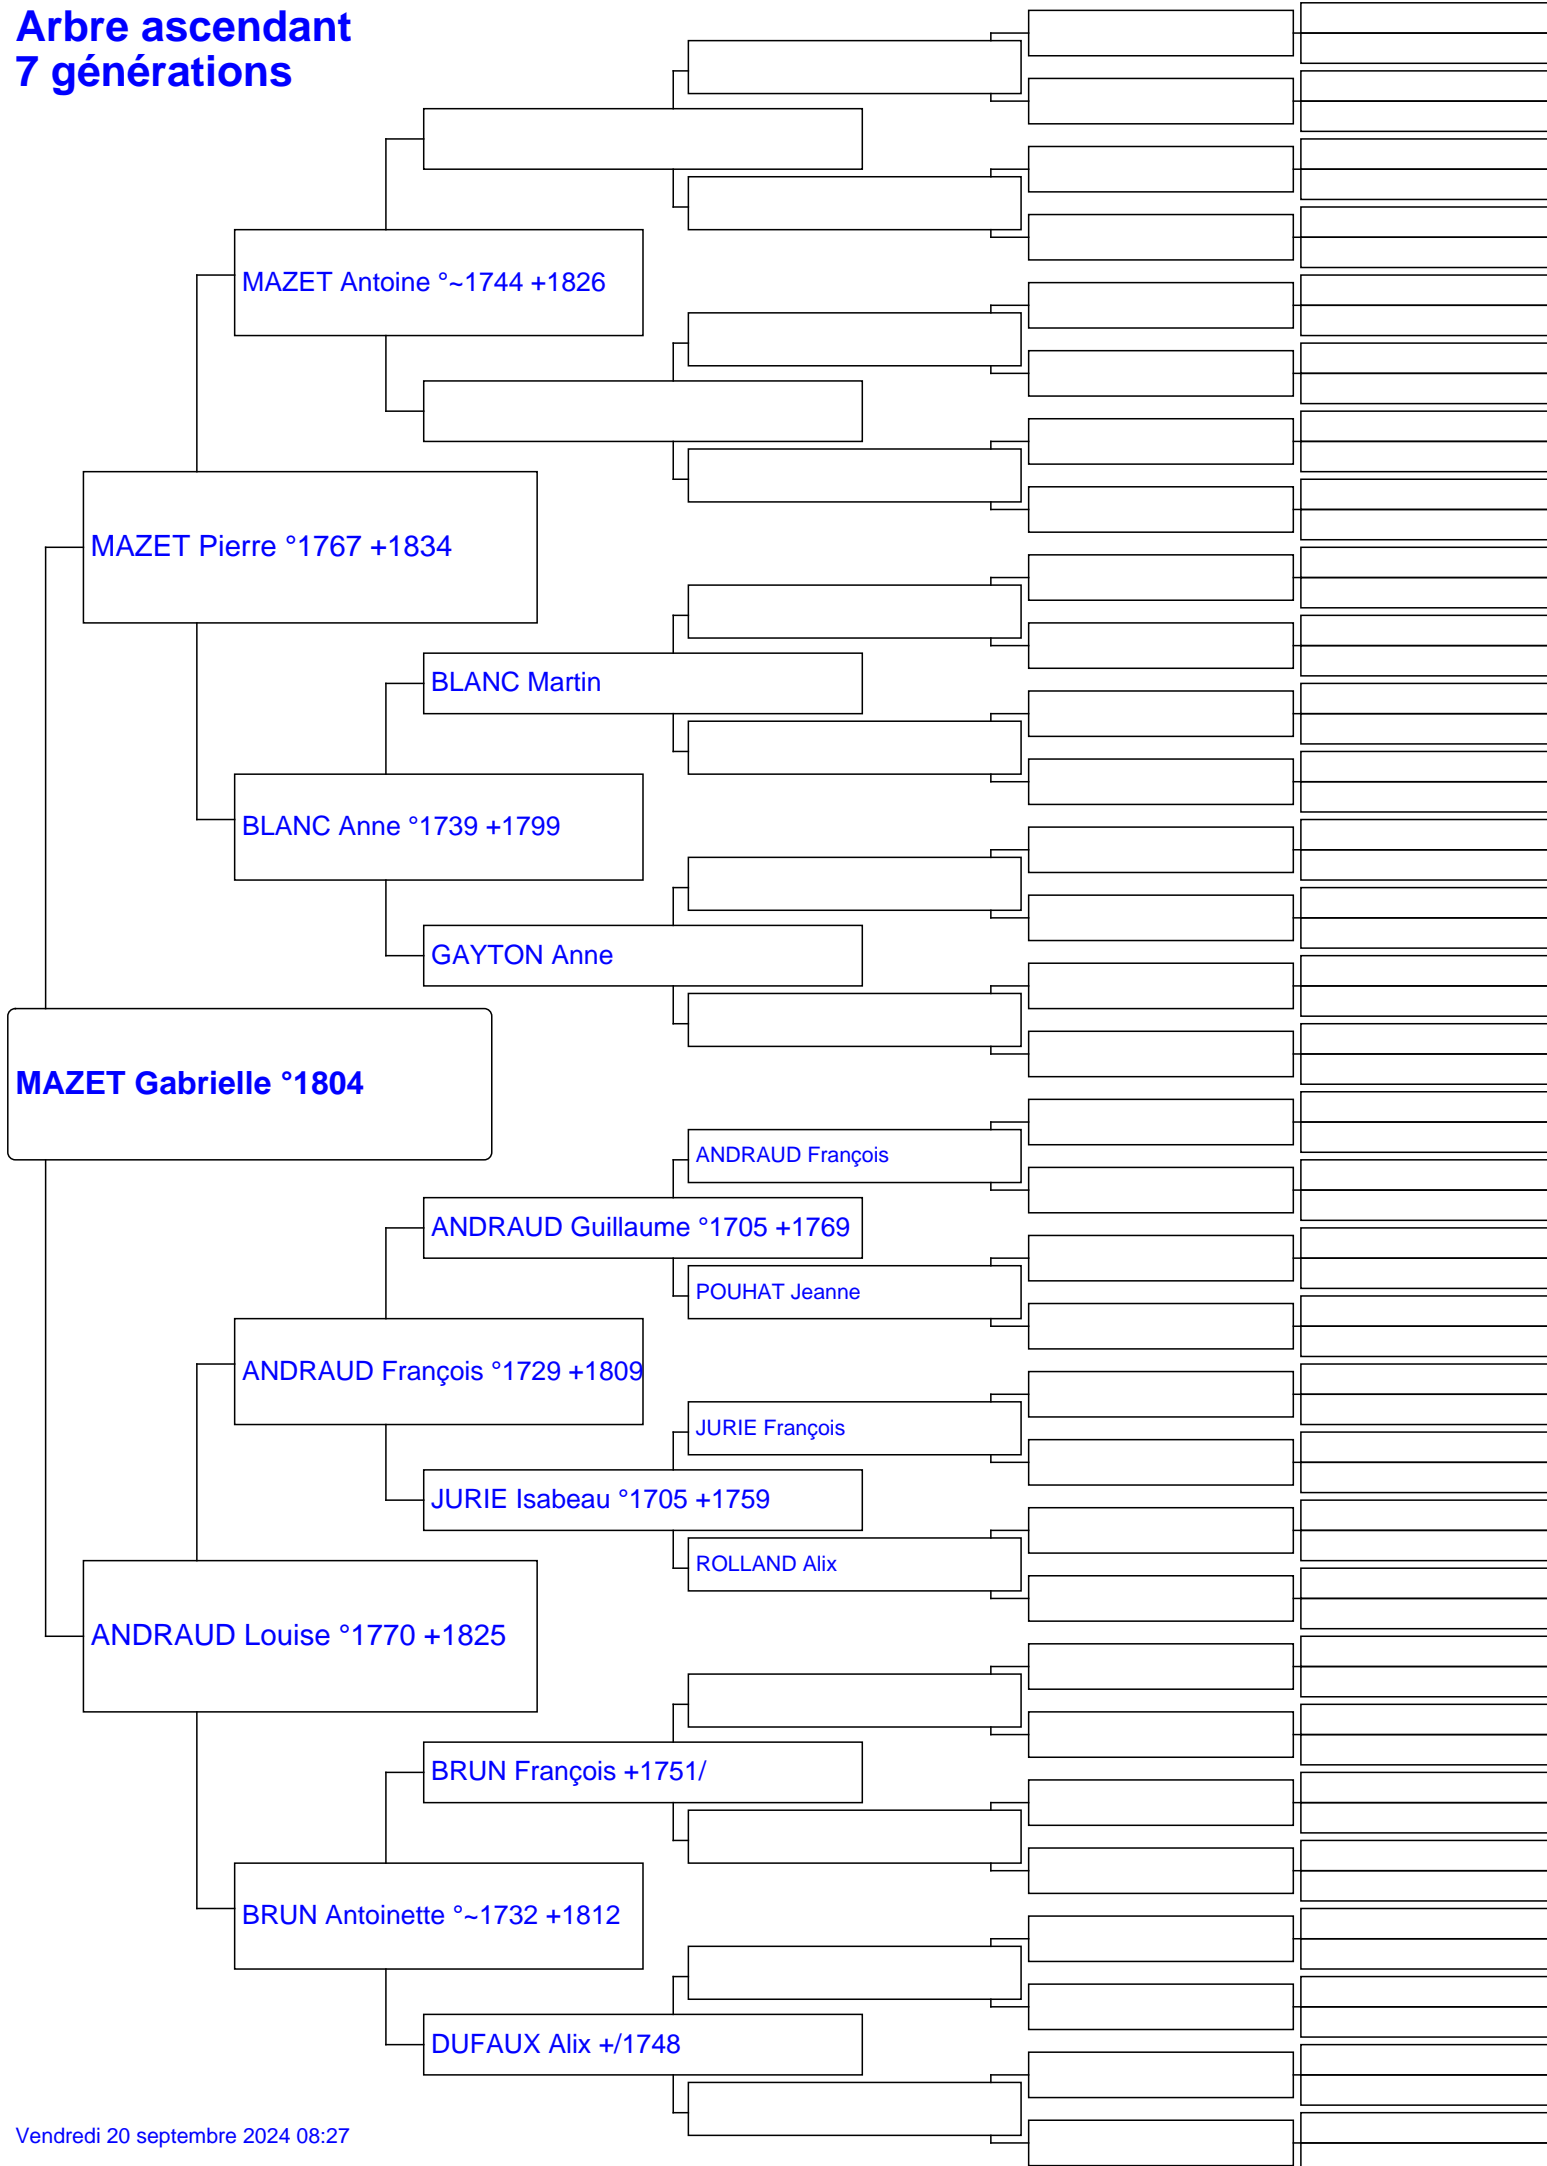 Arbre ascendant
7 générations
MAZET Antoine °~1744 +1826
MAZET Pierre °1767 +1834
BLANC Martin
BLANC Anne °1739 +1799
GAYTON Anne
MAZET Gabrielle °1804
ANDRAUD François
ANDRAUD Guillaume °1705 +1769
POUHAT Jeanne
ANDRAUD François °1729 +1809
JURIE François
JURIE Isabeau °1705 +1759
ROLLAND Alix
ANDRAUD Louise °1770 +1825
BRUN François +1751/
BRUN Antoinette °~1732 +1812
DUFAUX Alix +/1748
Vendredi 20 septembre 2024 08:27